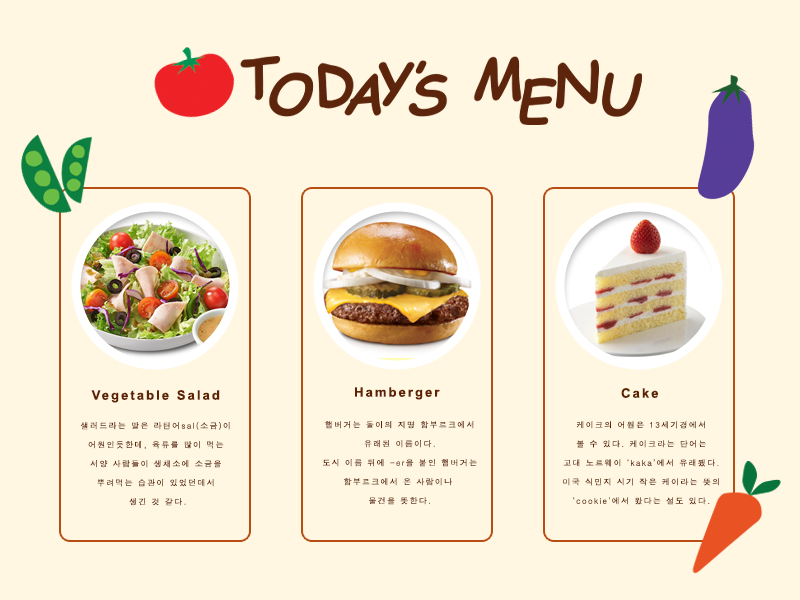 TODAY'S MENU
Vegetable Salad
샐러드라는 말은 라틴어sal(소금)이
어원인듯한데, 육류를 많이 먹는
서양 사람들이 생채소에 소금을
뿌려먹는 습관이 있었던데서
생긴 것 같다.
Hamberger
햄버거는 돌이의 지명 함부르크에서
유래된 이름이다.
도시 이름 뒤에 -er을 붙인 햄버거는
함부르크에서 온 사람이나
물건을 뜻한다.
Cake
케이크의 어원은 13세기경에서
볼 수 있다. 케이크라는 단어는
고대 노르웨이 'kaka'에서 유래됐다.
미국 식민지 시기 작은 케이라는 뜻의
'cookie'에서 왔다는 설도 있다.